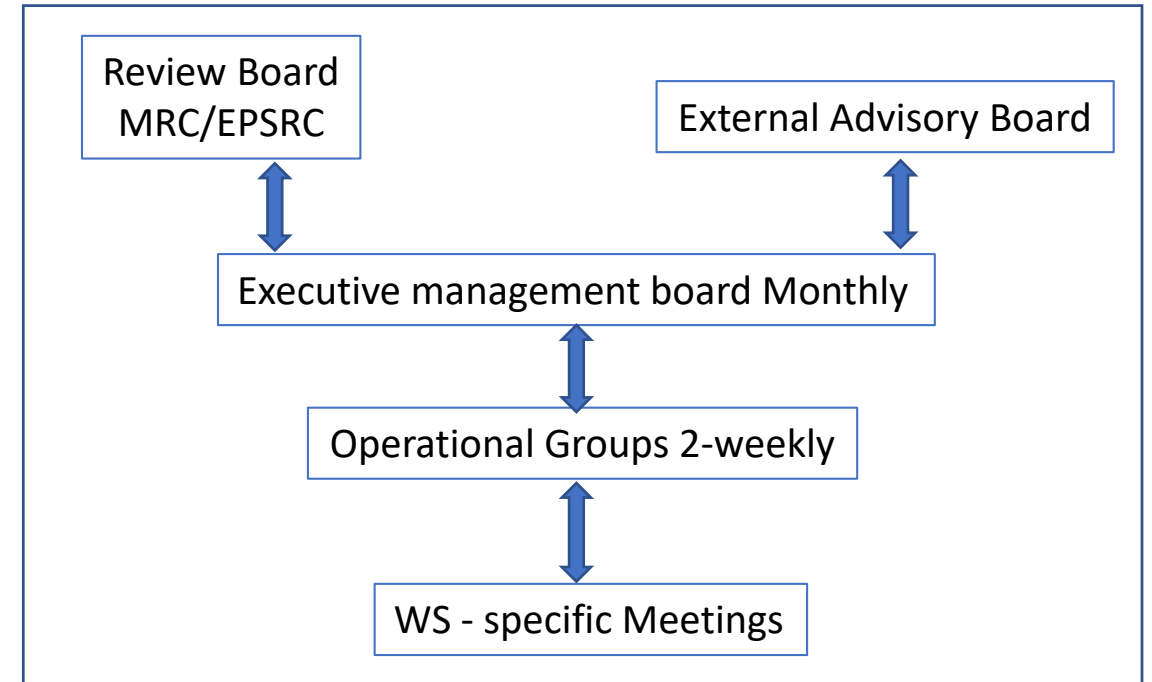 Review Board
MRC/EPSRC
External Advisory Board
Executive management board Monthly
Operational Groups 2-weekly
WS - specific Meetings